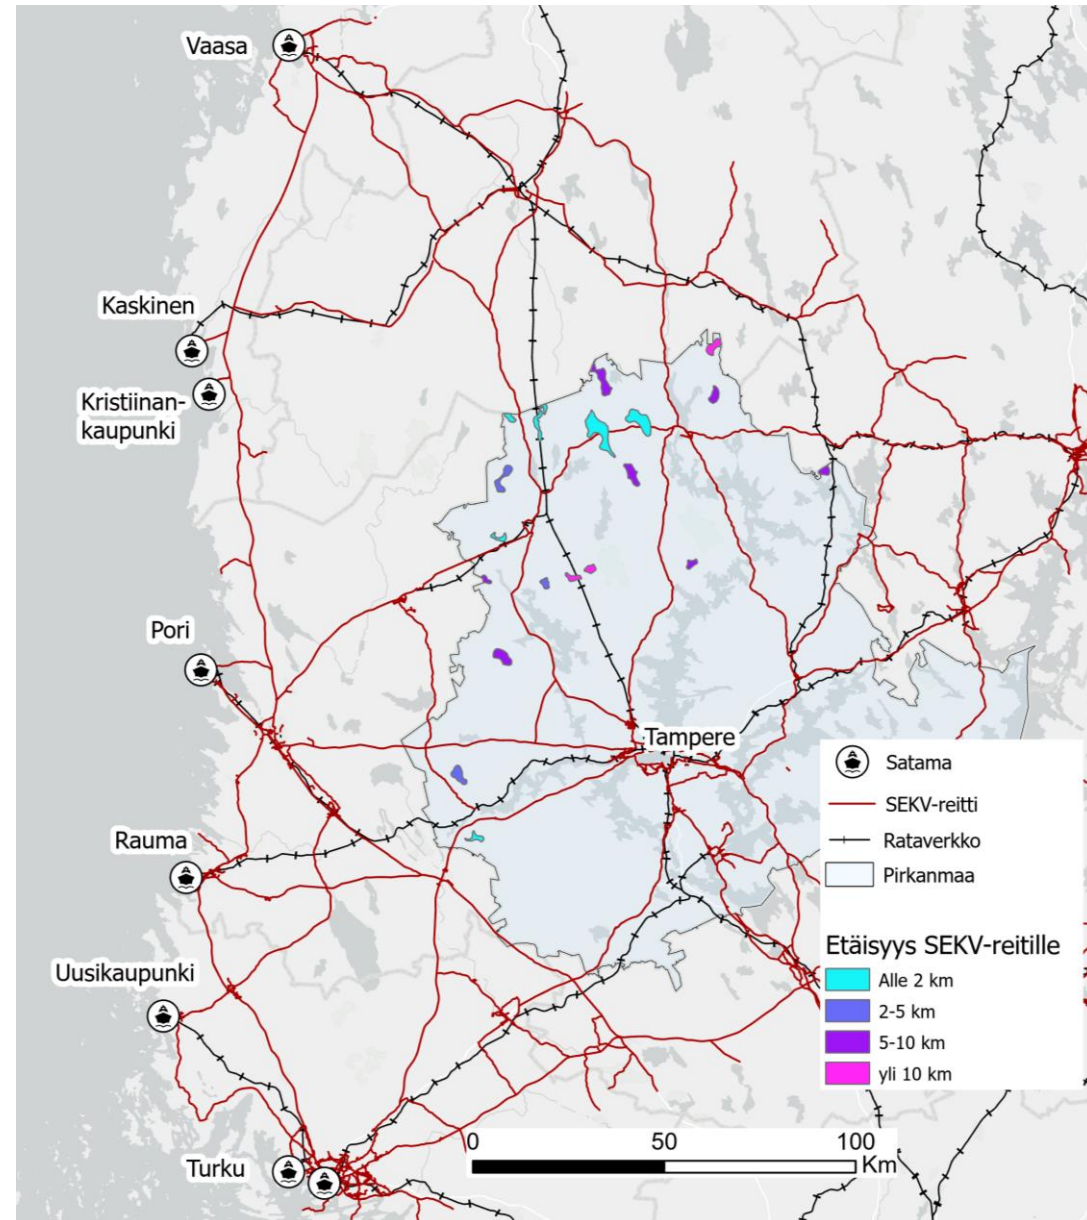 Vaasa
Kaskinen
Kristiinan-
kaupunki
Pori
Tampere
Rauma
Uusikaupunki
Turku
Satama
SEKV-reitti
Rataverkko
Pirkanmaa
Etäisyys SEKV-reitille
Alle 2 km
2-5 km
5-10 km
yli 10 km
0 50 100
Km